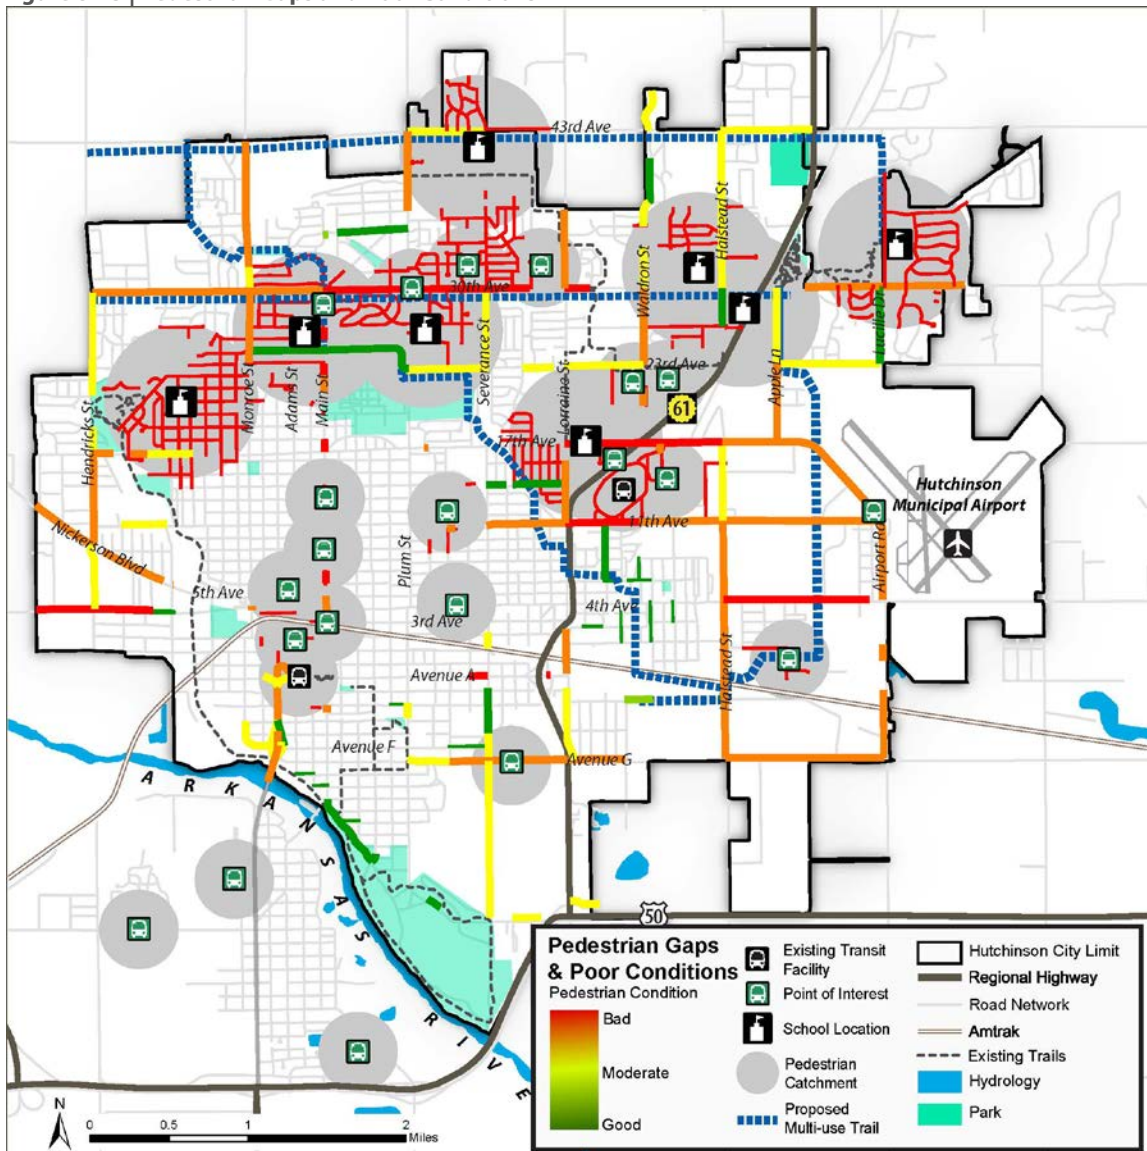 43rd Ave
Halstead St
Waldron St
30th Ave
Lucille Dr
Severance St
Lorraine St
23rd Ave
Apple Ln
Monroe St
Adams St
Main St
Hendricks St
61
17th Ave
Hutchinson
Municipal Airport
11th Ave
Nickerson Blvd
Plum St
Airport Rd
5th Ave
4th Ave
3rd Ave
Halstead St
Avenue A
Avenue F
Avenue G
ARKANSAS RIVE
50
Pedestrian Gaps
& Poor Conditions
Pedestrian Condition
Bad
Moderate
Good
Existing Transit
Facility
Point of Interest
School Location
Pedestrian
Catchment
Proposed
Multi-use Trail
Hutchinson City Limit
Regional Highway
Road Network
Amtrak
Existing Trails
Hydrology
Park
N
0 0.5 1 2
Miles